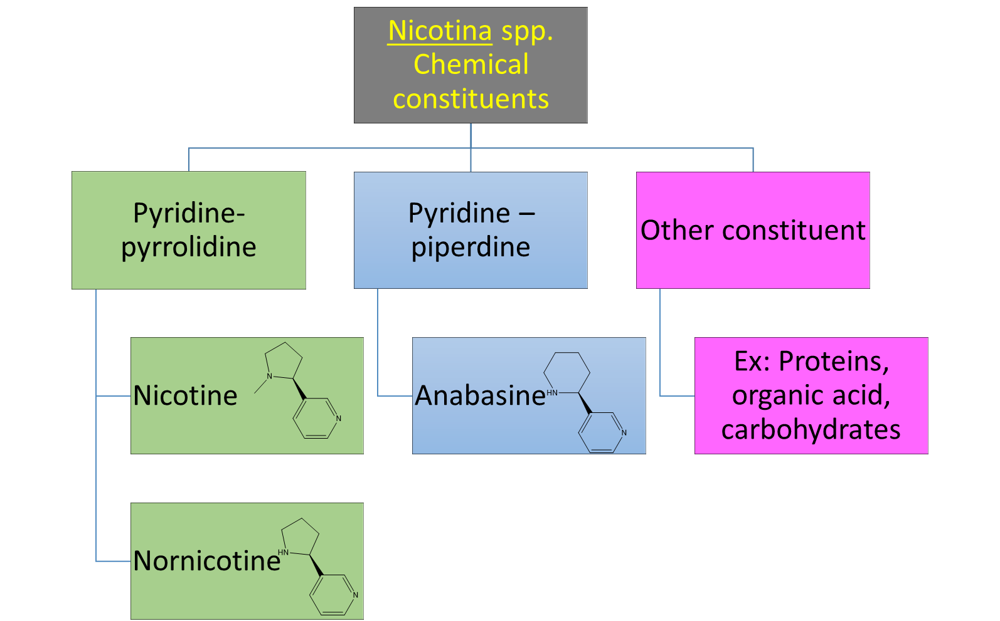 Nicotina spp.
Chemical
constituents
Pyridine-
pyrrolidine
Pyridine –
piperdine
Other constituent
Nicotine
N
N
Anabasine
HN
N
Ex: Proteins,
organic acid,
carbohydrates
Nornicotine
HN
N